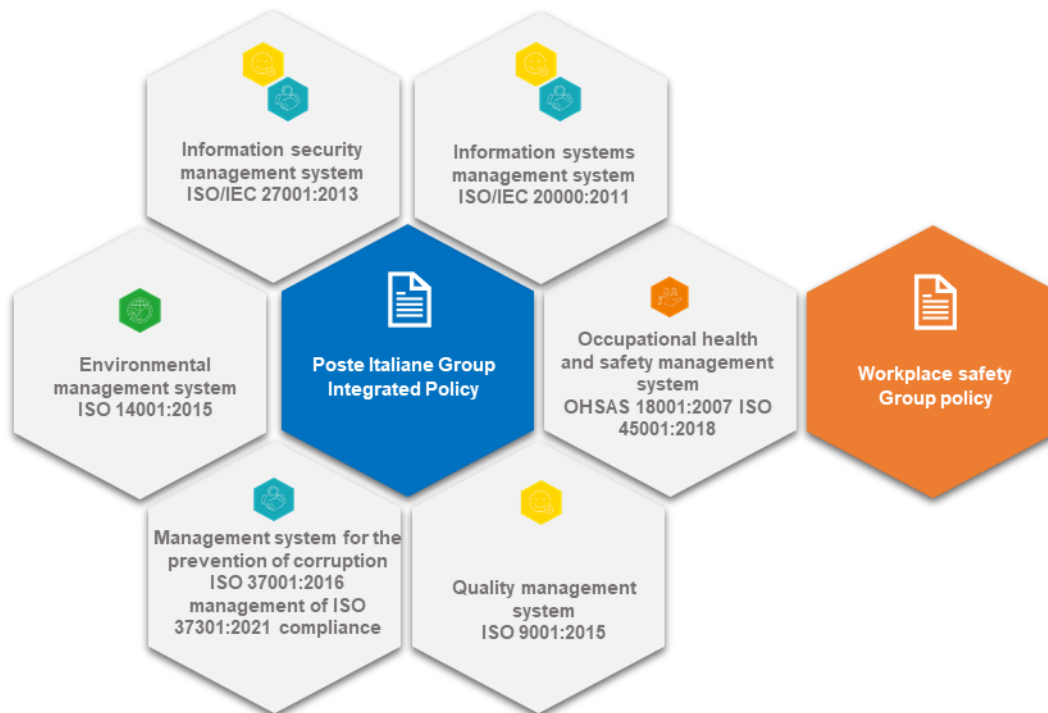 Information security
management system
ISO/IEC 27001:2013
Information systems
management system
ISO/IEC 20000:2011
Environmental
management system
ISO 14001:2015
Poste Italiane Group
Integrated Policy
Occupational health
and safety management
system
OHSAS 18001:2007 ISO
45001:2018
Workplace safety
Group policy
Management system for the
prevention of corruption
ISO 37001:2016
management of ISO
37301:2021 compliance
Quality management
system
ISO 9001:2015